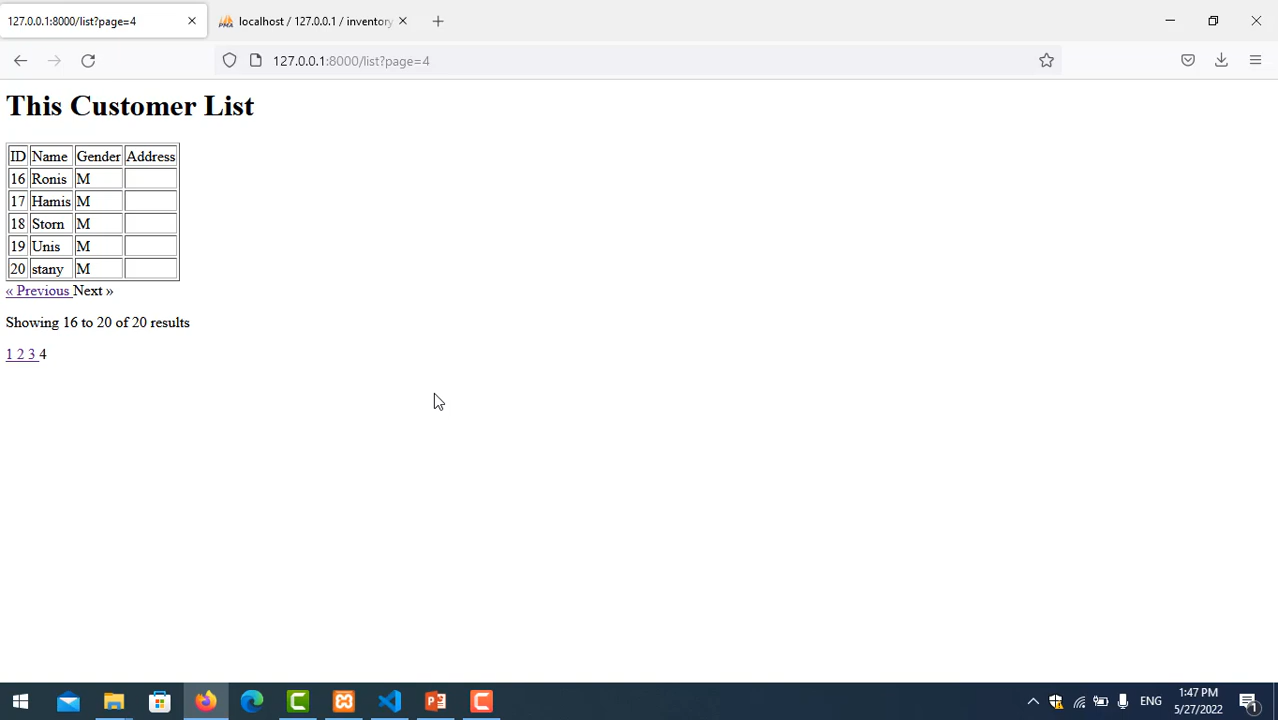 127.0.0.1:8000/list?page=4
localhost / 127.0.0.1 / inventory
127.0.0.1:8000/list?page=4
This Customer List
ID Name Gender Address
16 Ronis M
17 Hamis M
18 Storn M
19 Unis M
20 stany M
« Previous Next »
Showing 16 to 20 of 20 results
1 2 3 4
ENG
1:47 PM
5/27/2022
1